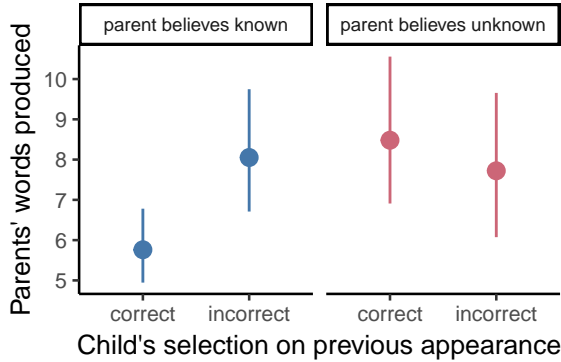 parent believes known
parent believes unknown
Parents' words produced
10
9
8
7
6
5
correct
incorrect
correct
incorrect
Child's selection on previous appearance